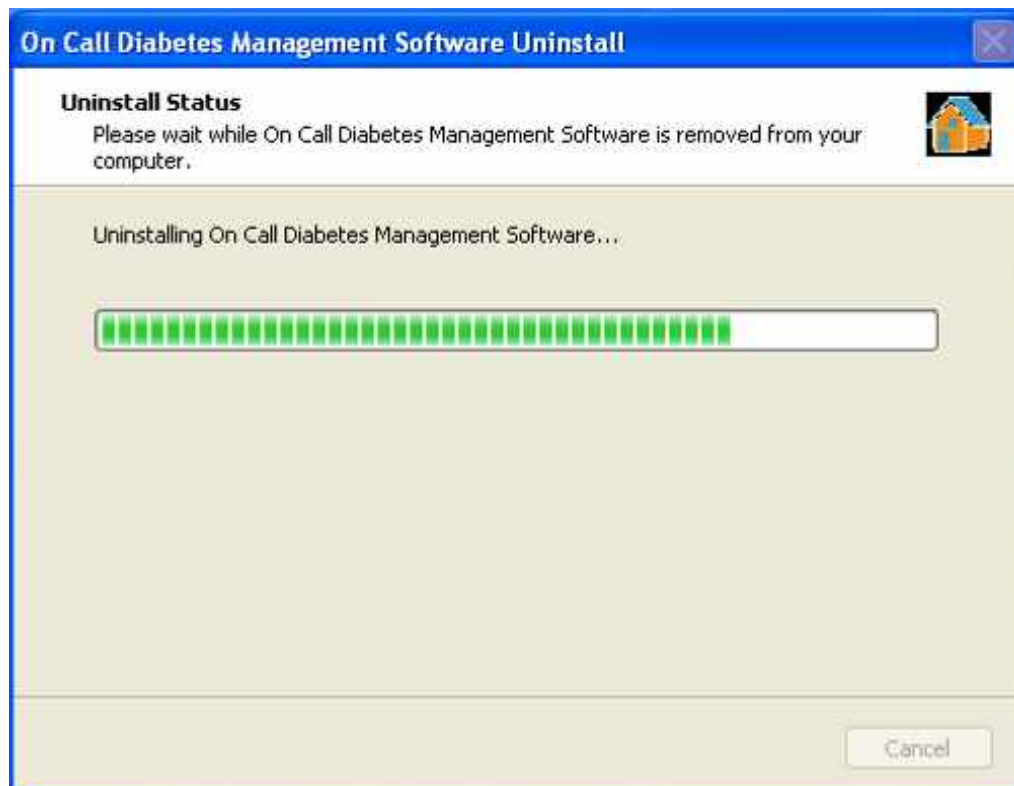 On Call Diabetes Management Software Uninstall
Uninstall Status
Please wait while On Call Diabetes Management Software is removed from your
computer.
Uninstalling On Call Diabetes Management Software...
Cancel